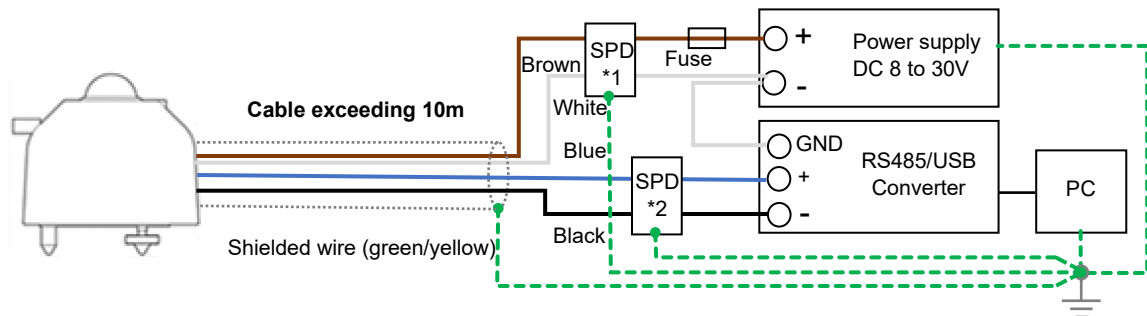 SPD
*1
Fuse
+
-
Power supply
DC 8 to 30V
Brown
White
Cable exceeding 10m
Blue
GND
+
-
RS485/USB
Converter
PC
SPD
*2
Black
Shielded wire (green/yellow)